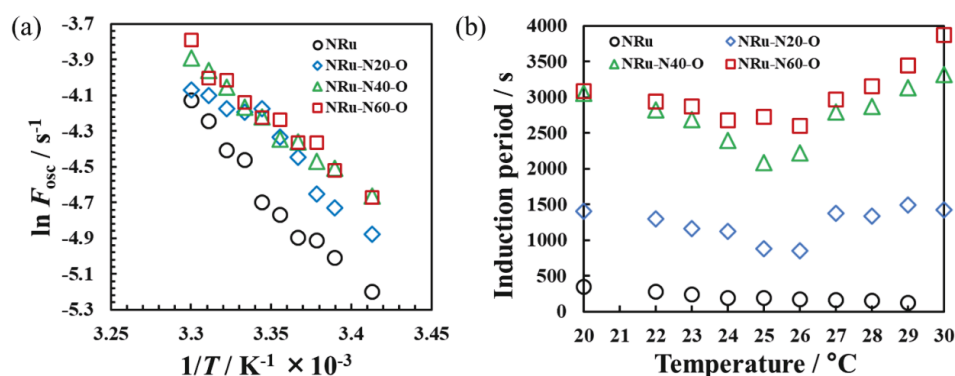 (a)
ln F_osc / s⁻¹
-3.7
-3.9
-4.1
-4.3
-4.5
-4.7
-4.9
-5.1
-5.3
NRu
NRu-N20-O
NRu-N40-O
NRu-N60-O
3.25
3.3
3.35
3.4
3.45
1/T / K⁻¹ × 10⁻³
(b)
Induction period / s
4000
3500
3000
2500
2000
1500
1000
500
0
NRu NRu-N20-O
NRu-N40-O NRu-N60-O
20 21 22 23 24 25 26 27 28 29 30
Temperature / °C